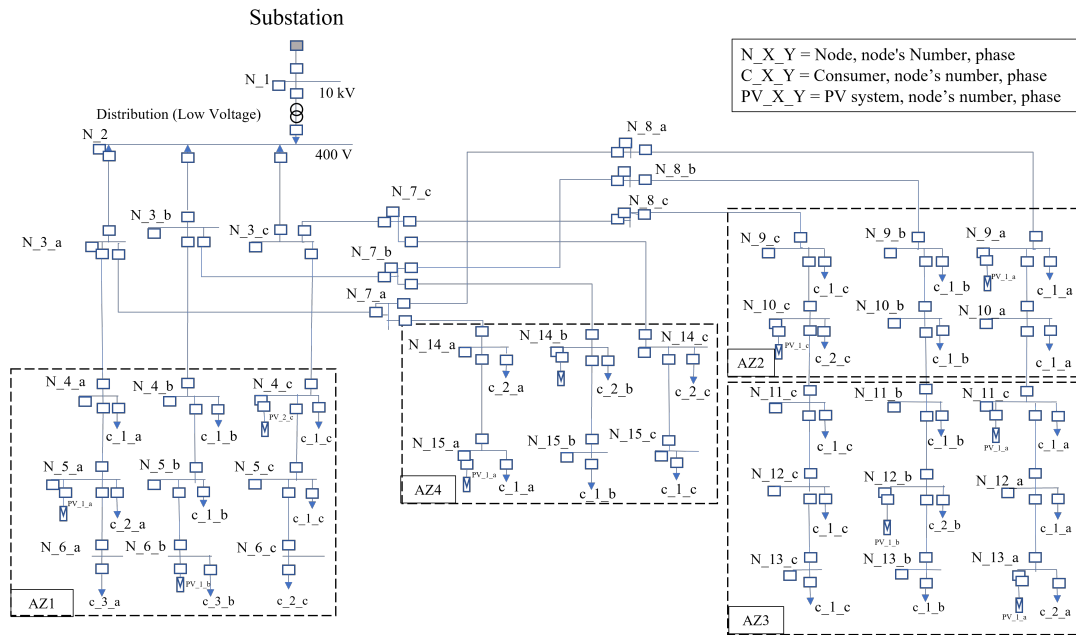 Substation
N_X_Y = Node, node's Number, phase
C_X_Y = Consumer, node's number, phase
PV_X_Y = PV system, node's number, phase
N_1
10 kV
Distribution (Low Voltage)
N_2
400 V
N_8_a
N_8_b
N_8_c
N_7_c
N_3_b
N_3_c
N_3_a
N_7_b
N_7_a
N_9_c
N_9_b
N_9_a
PV_1_a
c_1_c
c_1_b
c_1_a
N_10_c
N_10_b
N_10_a
PV_1_c
c_2_c
c_1_b
c_1_a
AZ2
N_14_a
N_14_b
N_14_c
c_2_a
c_2_b
c_2_c
N_15_a
N_15_b
N_15_c
PV_1_a
c_1_a
c_1_b
c_1_c
AZ4
N_4_a
N_4_b
N_4_c
PV_2_c
c_1_a
c_1_b
c_1_c
N_5_a
N_5_b
N_5_c
PV_1_a
c_2_a
c_1_b
c_1_c
N_6_a
N_6_b
N_6_c
PV_1_b
c_3_a
c_3_b
c_2_c
AZ1
N_11_c
N_11_b
N_11_c
PV_1_a
c_1_c
c_1_b
c_1_a
N_12_c
N_12_b
N_12_a
PV_1_b
c_1_c
c_2_b
c_1_a
N_13_c
N_13_b
N_13_a
PV_1_a
c_1_c
c_1_b
c_2_a
AZ3